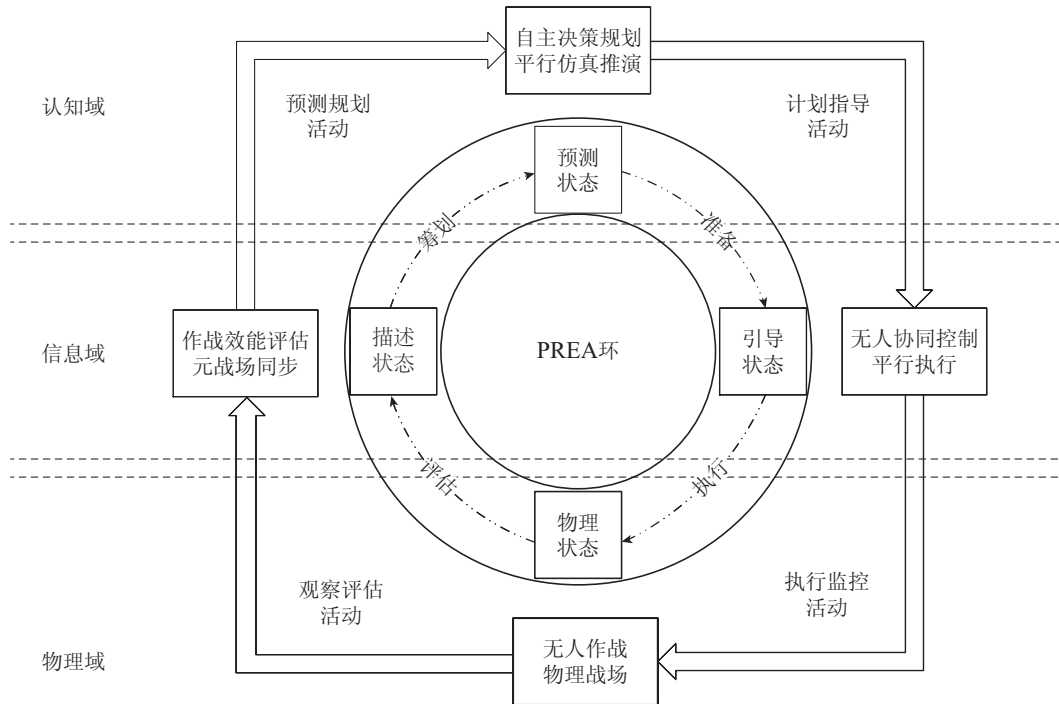 自主决策规划
平行仿真推演
认知域
预测规划
活动
计划指导
活动
预测
状态
筹划
准备
信息域
作战效能评估
元战场同步
描述
状态
PREA环
引导
状态
无人协同控制
平行执行
评估
执行
物理
状态
观察评估
活动
执行监控
活动
物理域
无人作战
物理战场